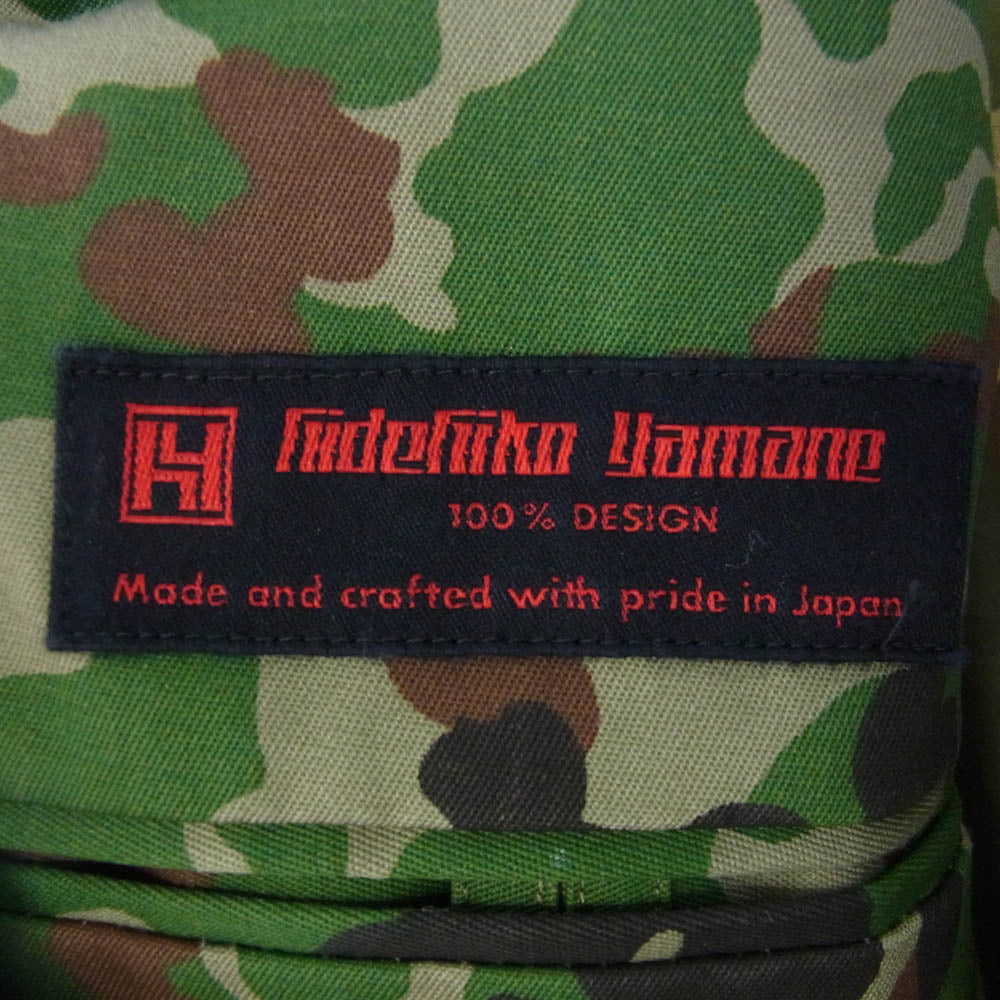 Hidehiko Yamane
100% DESIGN
Made and crafted with pride in Japan